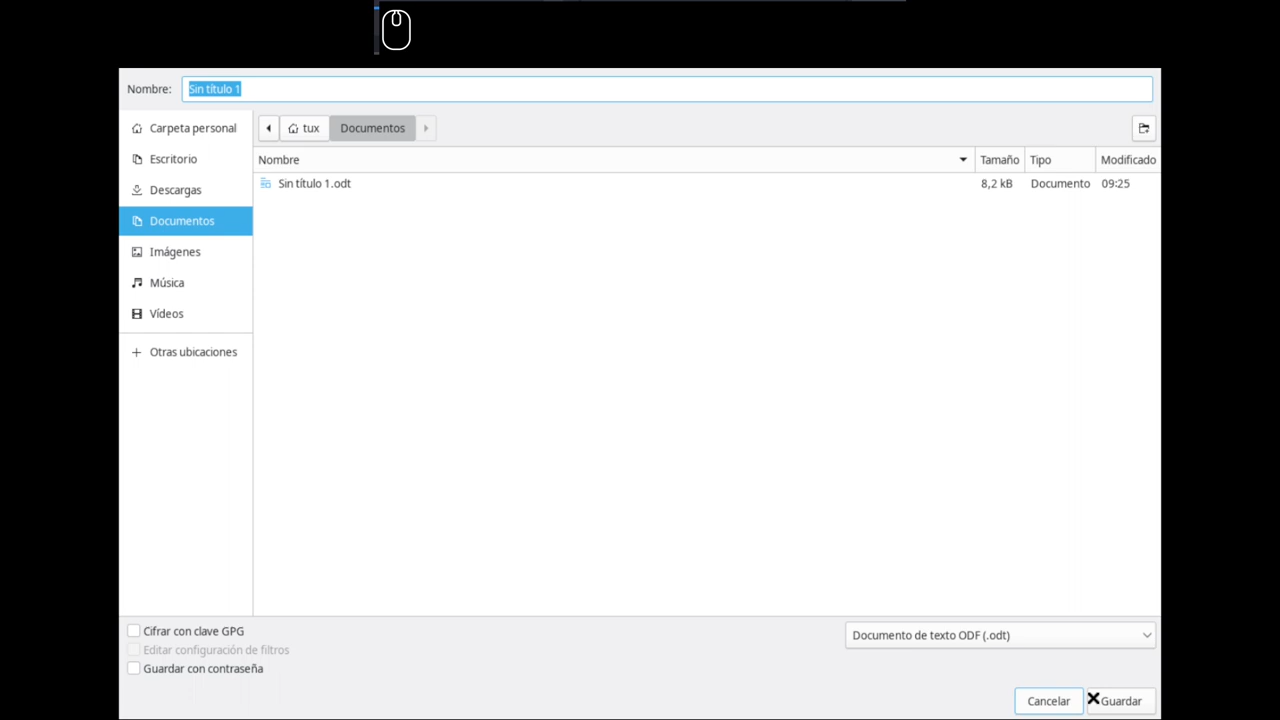 Nombre: Sin título 1
Carpeta personal
Escritorio
Descargas
Documentos
Imágenes
Música
Vídeos
Otras ubicaciones
tux Documentos
Nombre Tamaño Tipo Modificado
Sin título 1.odt 8,2 kB Documento 09:25
Cifrar con clave GPG
Editar configuración de filtros
Guardar con contraseña
Documento de texto ODF (.odt)
Cancelar Guardar